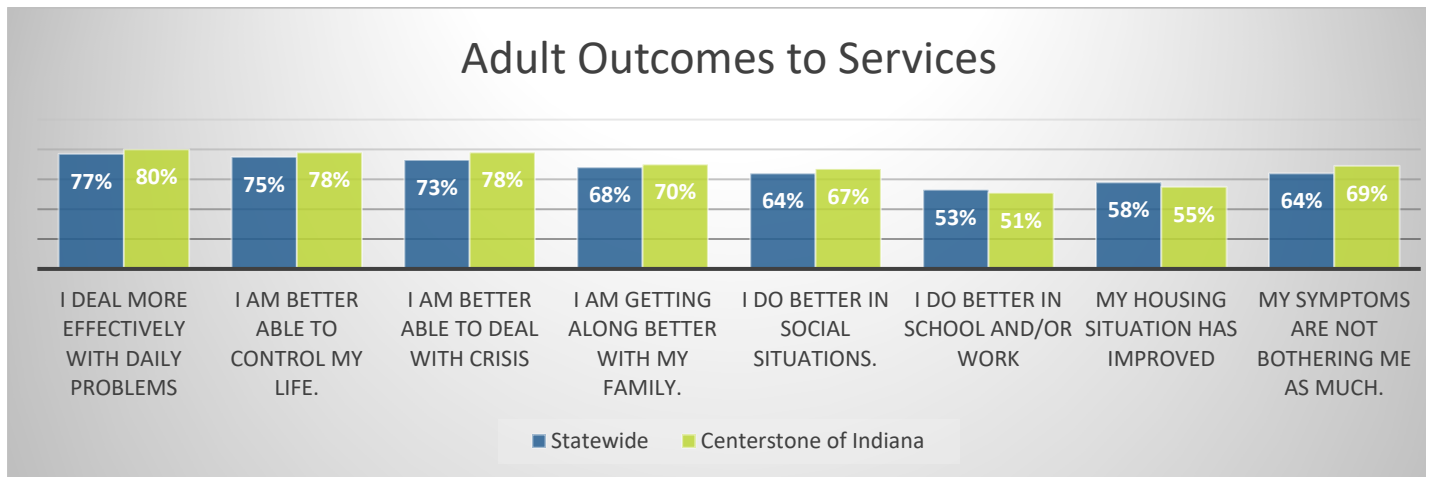 Adult Outcomes to Services
77% 80% 75% 78% 73% 78% 68% 70% 64% 67% 53% 51% 58% 55% 64% 69%
I DEAL MORE
EFFECTIVELY
WITH DAILY
PROBLEMS
I AM BETTER
ABLE TO
CONTROL MY
LIFE.
I AM BETTER
ABLE TO DEAL
WITH CRISIS
I AM GETTING
ALONG BETTER
WITH MY
FAMILY.
I DO BETTER IN
SOCIAL
SITUATIONS.
I DO BETTER IN
SCHOOL AND/OR
WORK
MY HOUSING
SITUATION HAS
IMPROVED
MY SYMPTOMS
ARE NOT
BOTHERING ME
AS MUCH.
Statewide Centerstone of Indiana